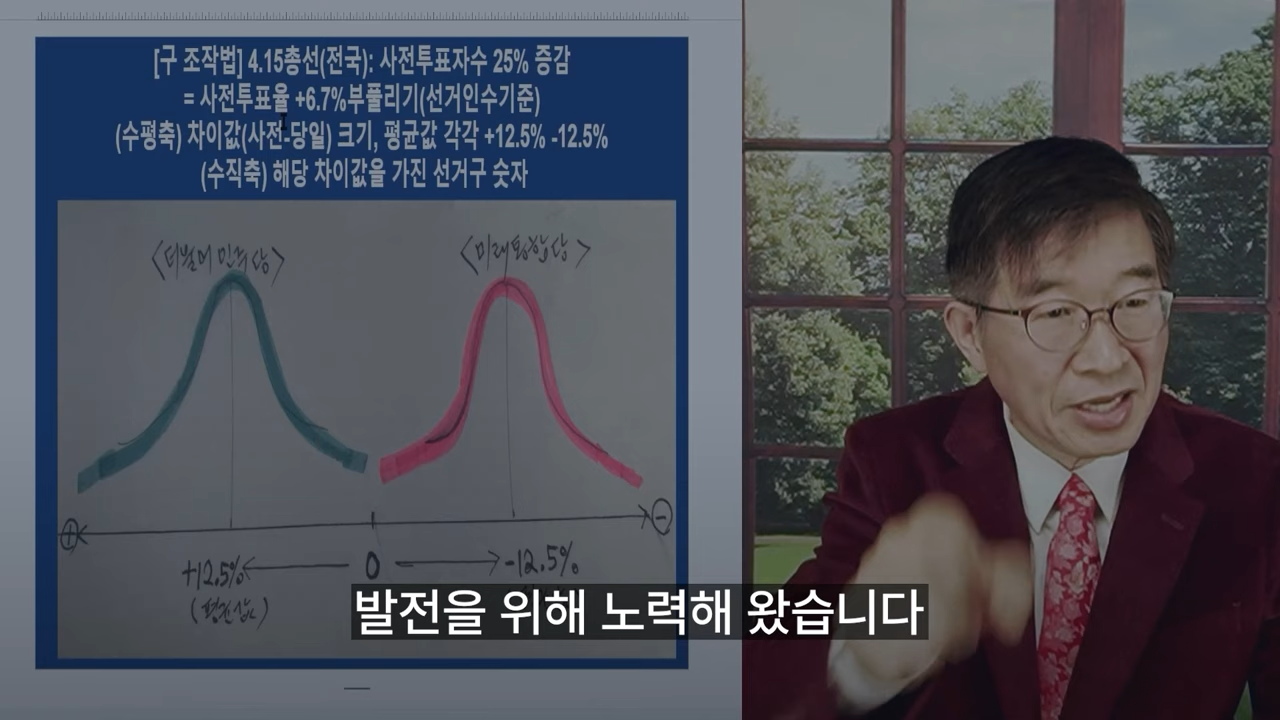 [구 조작법] 4.15총선(전국): 사전투표자수 25% 증감
= 사전투표율 +6.7%부풀리기(선거인수기준)
(수평축) 차이값(사전-당일) 크기, 평균값 각각 +12.5% -12.5%
(수직축) 해당 차이값을 가진 선거구 숫자
<더불어민주당>
<미래통합당>
+ -
+12.5% 0 -12.5%
(평균값)
발전을 위해 노력해 왔습니다